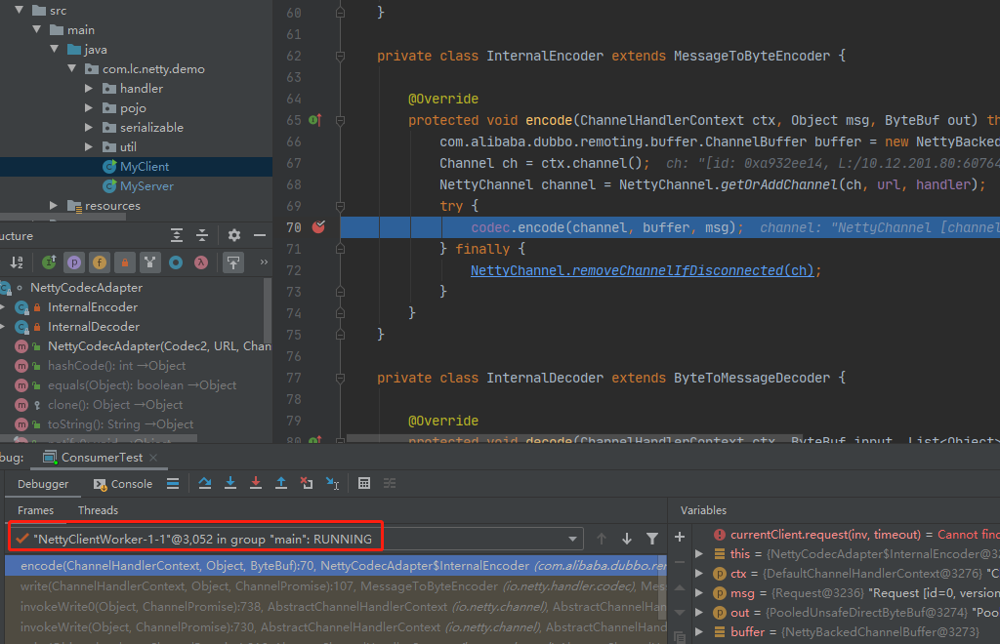 src
main
java
com.lc.netty.demo
handler
pojo
serializable
util
MyClient
MyServer
resources
ucture
NettyCodecAdapter
InternalEncoder
InternalDecoder
NettyCodecAdapter(Codec2, URL, Chan
hashCode(): int →Object
equals(Object): boolean →Object
clone(): Object →Object
toString(): String →Object
60 }
61
62 private class InternalEncoder extends MessageToByteEncoder {
63
64 @Override
65 protected void encode(ChannelHandlerContext ctx, Object msg, ByteBuf out) th
66 com.alibaba.dubbo.remoting.buffer.ChannelBuffer buffer = new NettyBacked
67 Channel ch = ctx.channel(); ch: "[id: 0xa932ee14, L:/10.12.201.80:60764
68 NettyChannel channel = NettyChannel.getOrAddChannel(ch, url, handler);
69 try {
70 codec.encode(channel, buffer, msg); channel: "NettyChannel [channel
71 } finally {
72 NettyChannel.removeChannelIfDisconnected(ch);
73 }
74 }
75 }
76
77 private class InternalDecoder extends ByteToMessageDecoder {
78
79 @Override
80 protected void decode(ChannelHandlerContext ctx, ByteBuf input, List<Object>
bug: ConsumerTest
Debugger Console
Frames Threads
"NettyClientWorker-1-1"@3,052 in group "main": RUNNING
encode(ChannelHandlerContext, Object, ByteBuf):70, NettyCodecAdapter$InternalEncoder (com.alibaba.dubbo.re
write(ChannelHandlerContext, Object, ChannelPromise):107, MessageToByteEncoder (io.netty.handler.codec), Mess
invokeWrite0(Object, ChannelPromise):738, AbstractChannelHandlerContext (io.netty.channel), AbstractChann
invokeWrite(Object, ChannelPromise):730, AbstractChannelHandlerContext (io.netty.channel), AbstractChannelHan
Variables
currentClient.request(inv, timeout) = Cannot find
this = {NettyCodecAdapter$InternalEncoder@32
ctx = {DefaultChannelHandlerContext@3276} "C
msg = {Request@3236} "Request [id=0, version
out = {PooledUnsafeDirectByteBuf@3274} "Poo
buffer = {NettyBackedChannelBuffer@3273}